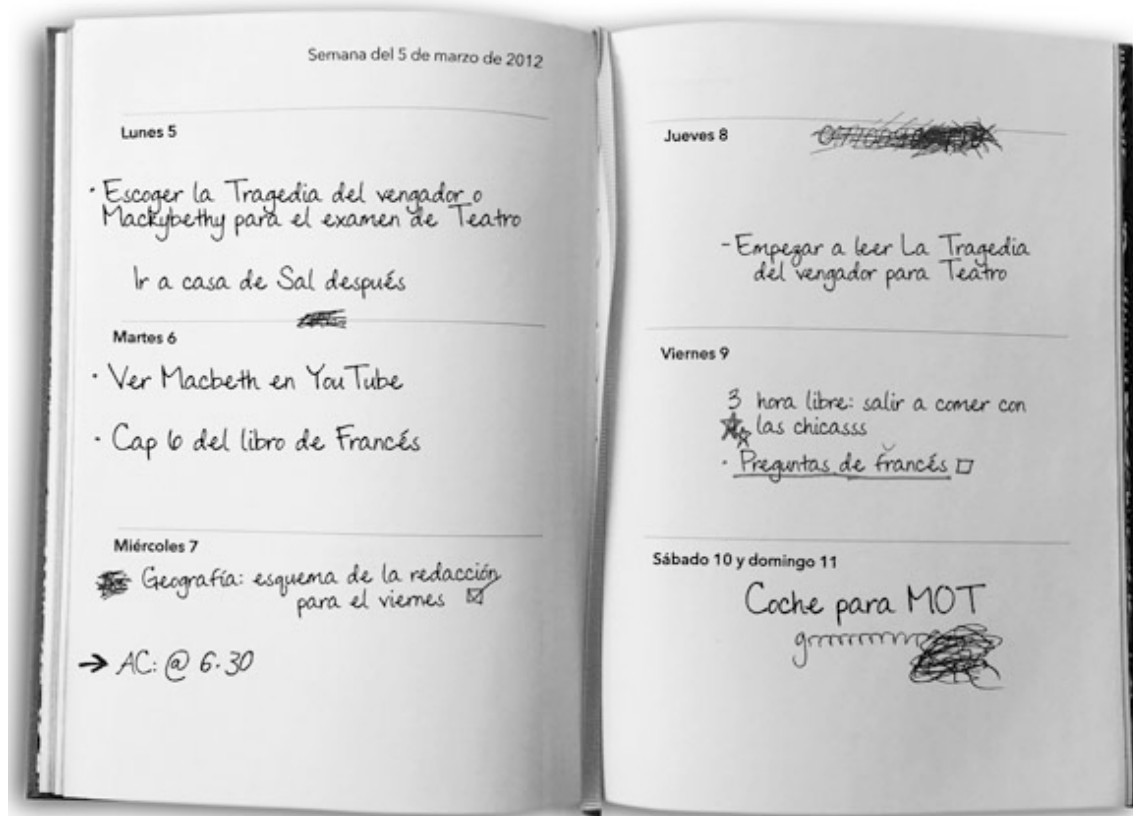 Semana del 5 de marzo de 2012
Lunes 5
· Escoger la Tragedia del vengador o
Mackybethy para el examen de Teatro
Ir a casa de Sal después
Martes 6
· Ver Macbeth en YouTube
· Cap 6 del libro de Francés
Miércoles 7
Geografía: esquema de la redacción
para el viernes
→ AC: @ 6.30
Jueves 8
- Empezar a leer La Tragedia
del vengador para Teatro
Viernes 9
3 hora libre: salir a comer con
las chicasss
· Preguntas de francés
Sábado 10 y domingo 11
Coche para MOT
grrrrrrrr